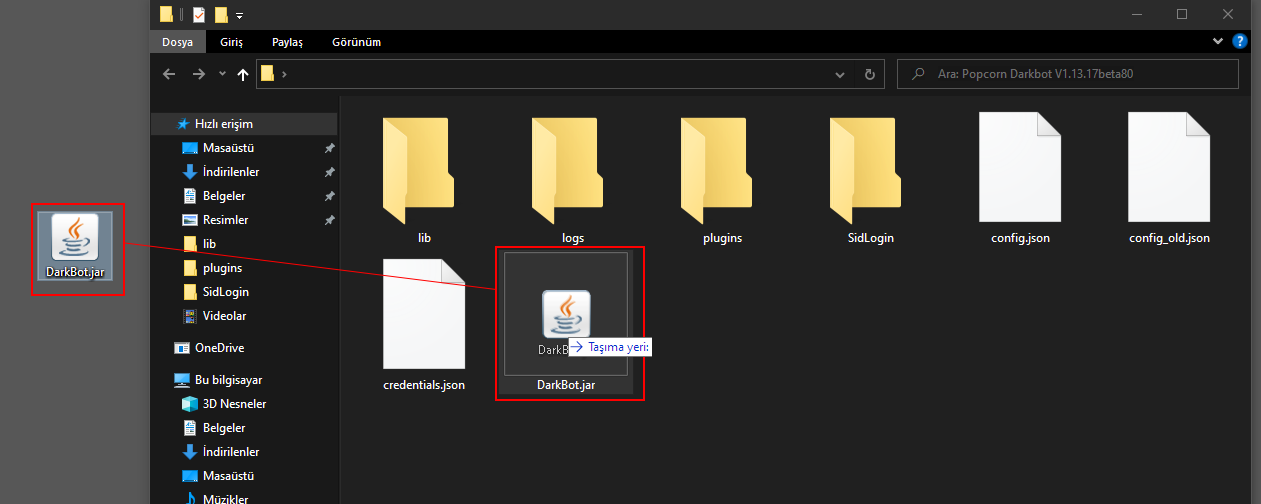 Dosya Giriş Paylaş Görünüm
Ara: Popcorn Darkbot V1.13.17beta80
Hızlı erişim
Masaüstü
İndirilenler
Belgeler
Resimler
lib
plugins
SidLogin
Videolar
OneDrive
Bu bilgisayar
3D Nesneler
Belgeler
İndirilenler
Masaüstü
Müzikler
DarkBot.jar
lib logs plugins SidLogin config.json config_old.json
DarkB
Taşıma yeri:
credentials.json DarkBot.jar